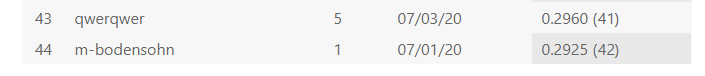 43 qwerqwer 5 07/03/20 0.2960 (41)
44 m-bodensohn 1 07/01/20 0.2925 (42)